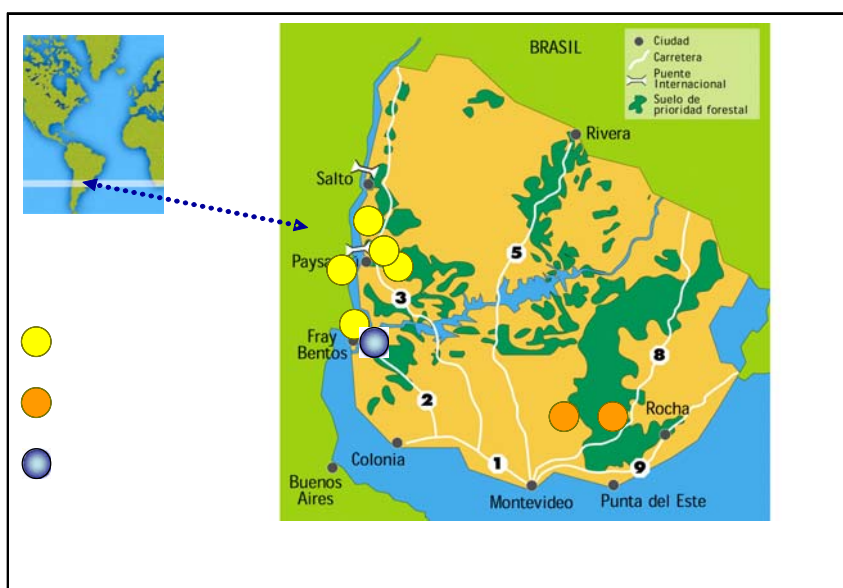 BRASIL
Ciudad
Carretera
Puente
Internacional
Suelo de
prioridad forestal
Rivera
Salto
5
3
Fray
Bentos
8
2
Rocha
Colonia
1
9
Buenos
Aires
Montevideo
Punta del Este